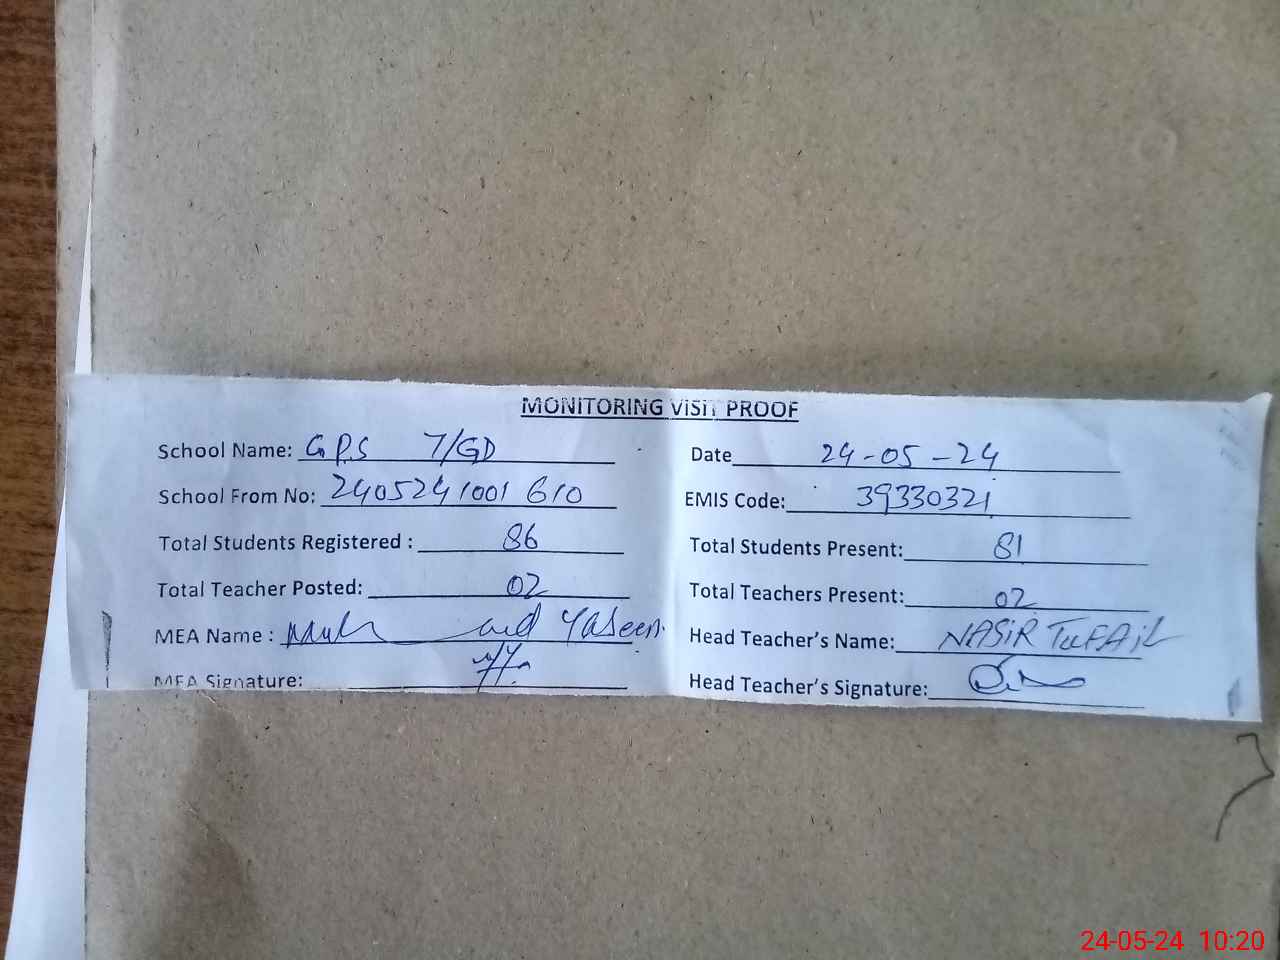 MONITORING VISIT PROOF
School Name: G.P.S 7/GD
Date 24-05-24
School From No: 2405241001 610
EMIS Code: 39330321
Total Students Registered : 86
Total Students Present: 81
Total Teacher Posted: 02
Total Teachers Present: 02
MEA Name : Yaseen.
Head Teacher's Name: NASIR TUFAIL
MEA Signature:
Head Teacher's Signature:
24-05-24 10:20